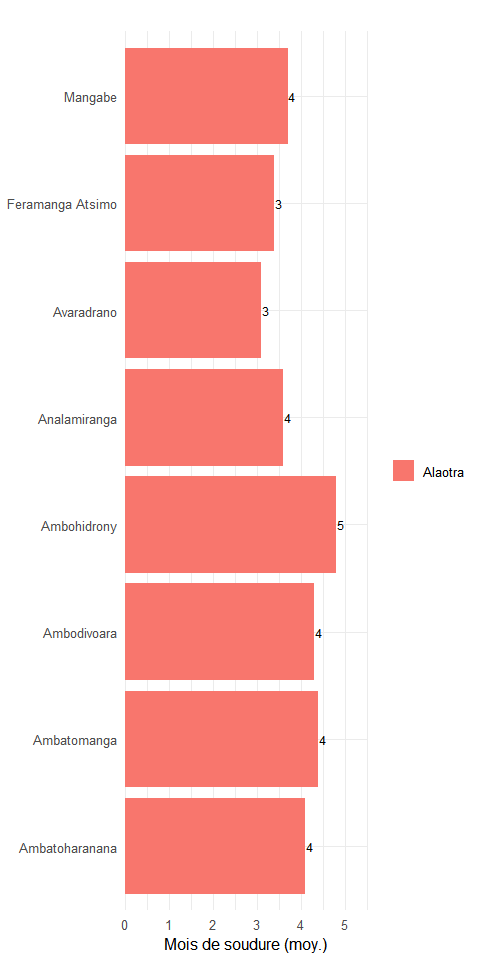 Mangabe
4
Feramanga Atsimo
3
Avaradrano
3
Analamiranga
4
Alaotra
Ambohidrony
5
Ambodivoara
4
Ambatomanga
4
Ambatoharanana
4
0 1 2 3 4 5
Mois de soudure (moy.)